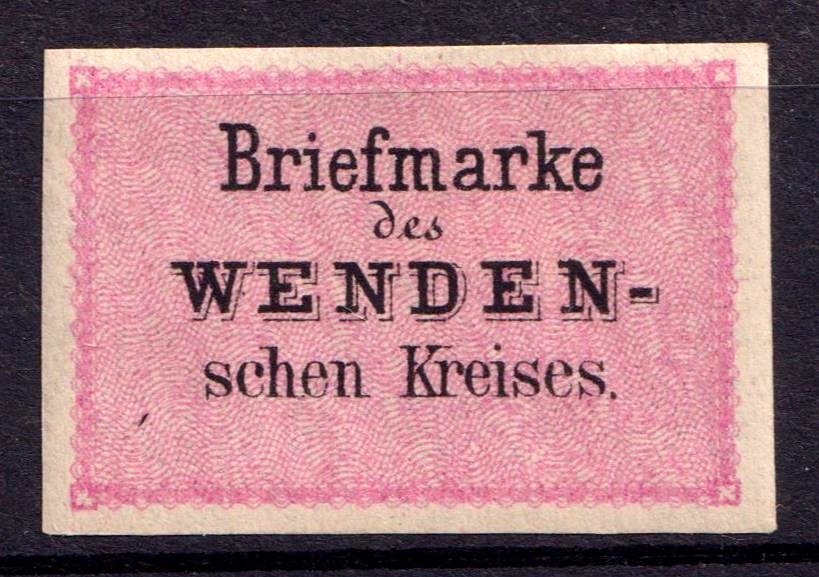 Briefmarke
des
WENDEN-
schen Kreises.